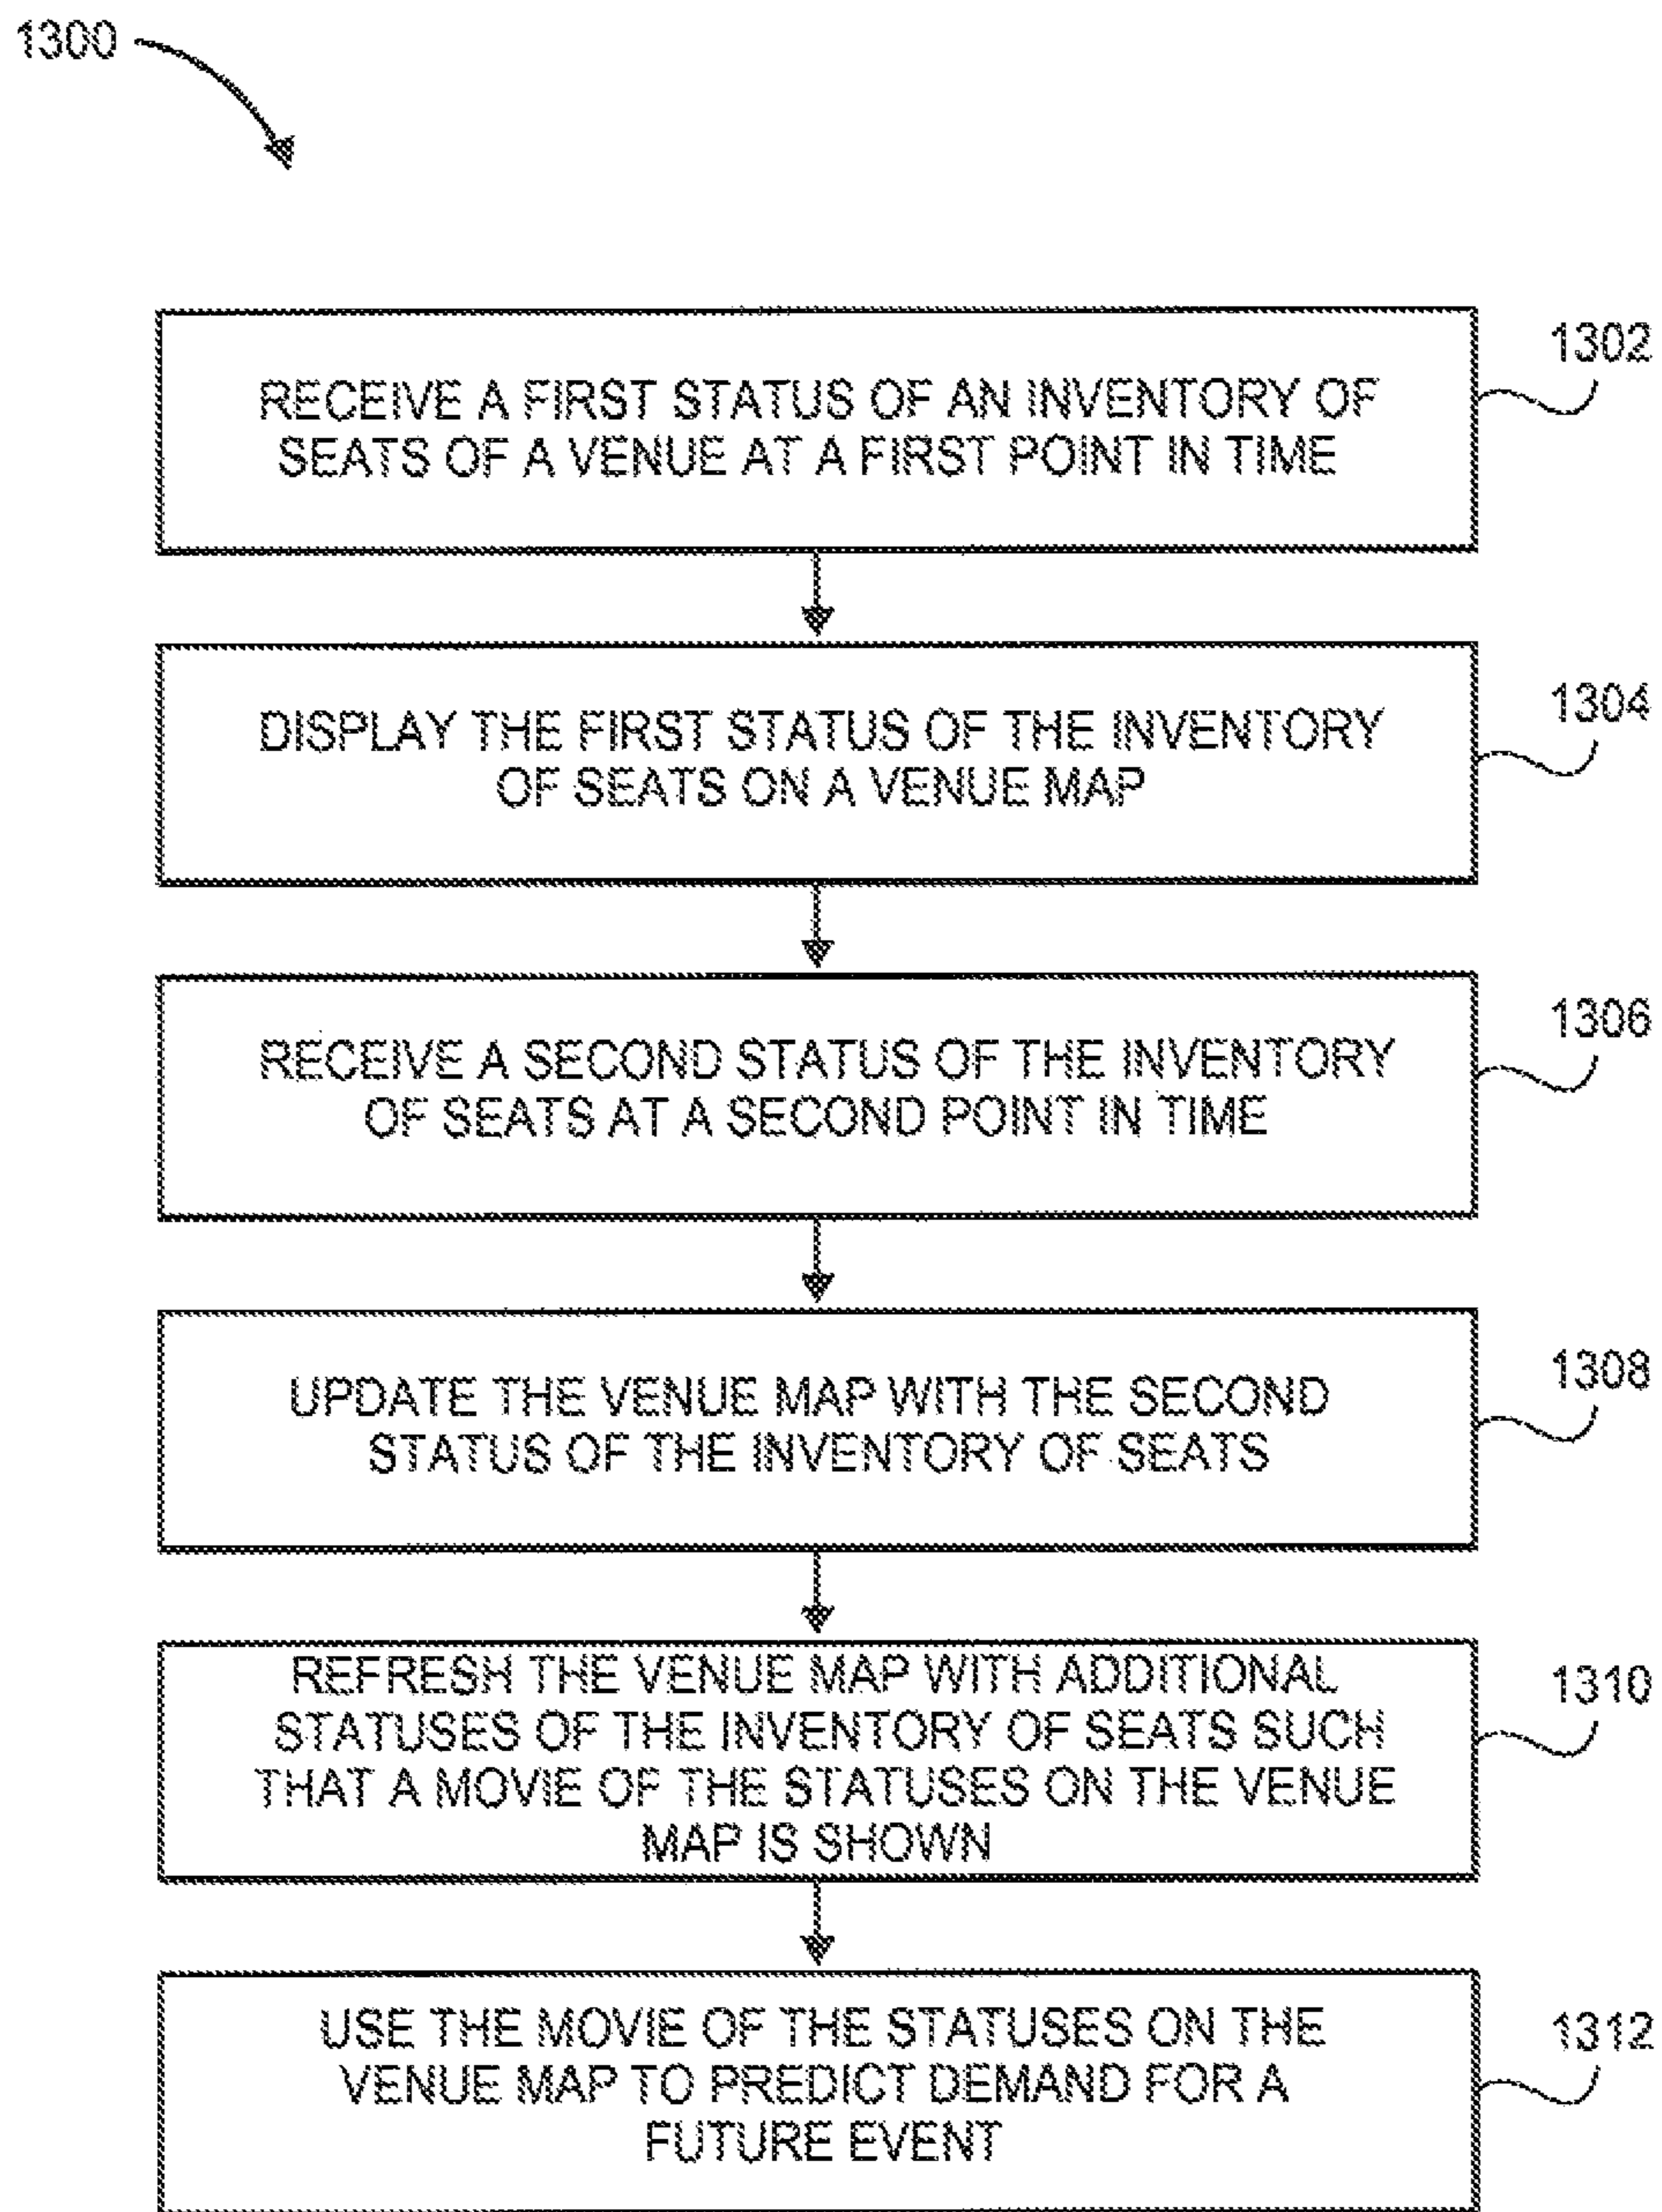 1300
RECEIVE A FIRST STATUS OF AN INVENTORY OF
SEATS OF A VENUE AT A FIRST POINT IN TIME
1302
DISPLAY THE FIRST STATUS OF THE INVENTORY
OF SEATS ON A VENUE MAP
1304
RECEIVE A SECOND STATUS OF THE INVENTORY
OF SEATS AT A SECOND POINT IN TIME
1306
UPDATE THE VENUE MAP WITH THE SECOND
STATUS OF THE INVENTORY OF SEATS
1308
REFRESH THE VENUE MAP WITH ADDITIONAL
STATUSES OF THE INVENTORY OF SEATS SUCH
THAT A MOVIE OF THE STATUSES ON THE VENUE
MAP IS SHOWN
1310
USE THE MOVIE OF THE STATUSES ON THE
VENUE MAP TO PREDICT DEMAND FOR A
FUTURE EVENT
1312